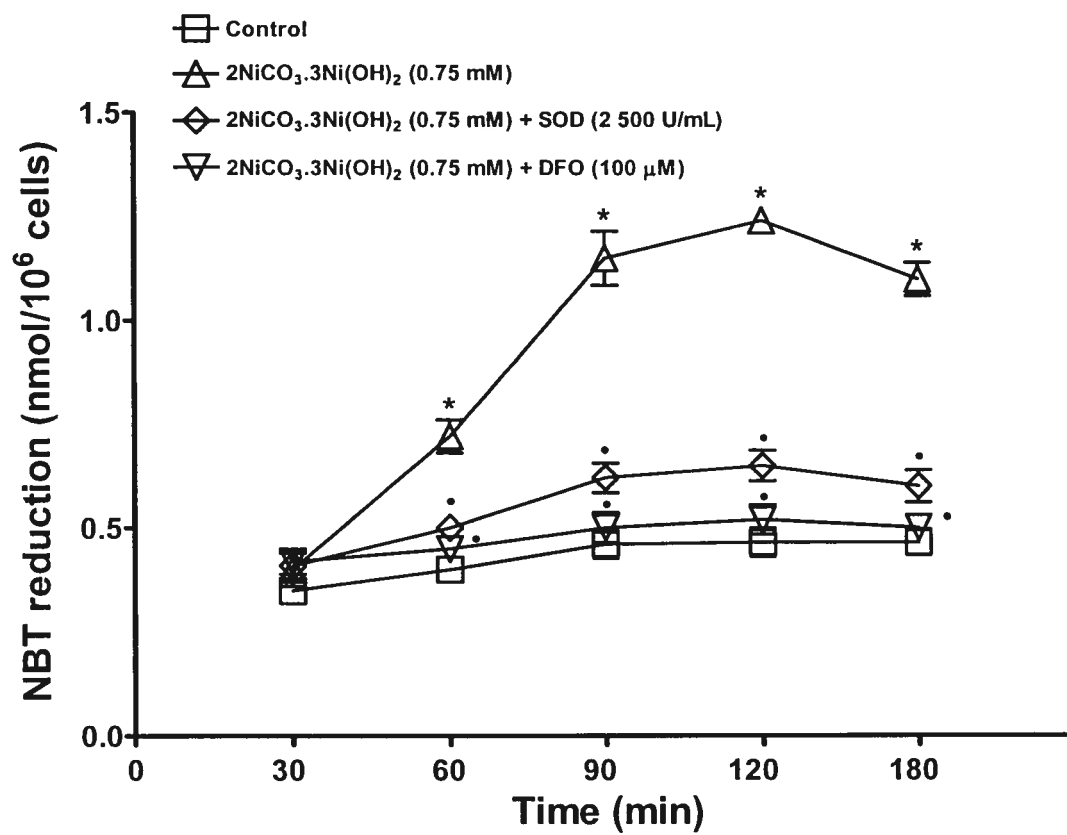 Control
2NiCO₃.3Ni(OH)₂ (0.75 mM)
2NiCO₃.3Ni(OH)₂ (0.75 mM) + SOD (2 500 U/mL)
2NiCO₃.3Ni(OH)₂ (0.75 mM) + DFO (100 µM)
NBT reduction (nmol/10⁶ cells)
1.5
1.0
0.5
0.0
* * * *
0 30 60 90 120 180
Time (min)